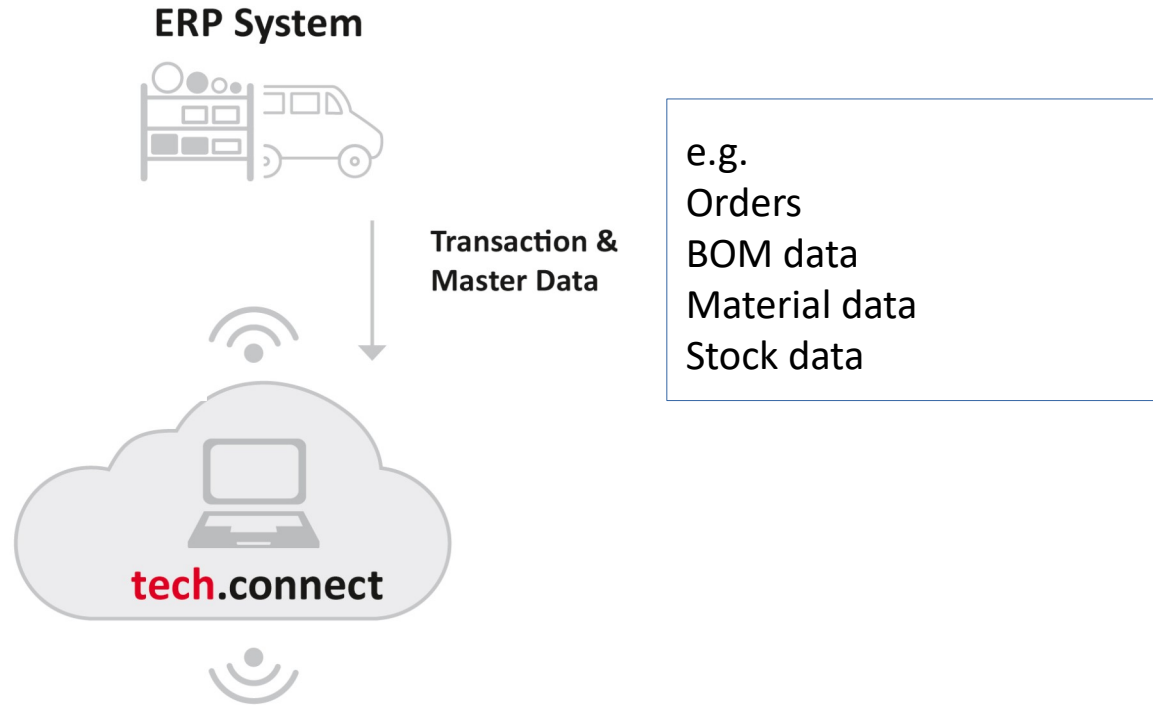 ERP System
Transaction &
Master Data
e.g.
Orders
BOM data
Material data
Stock data
tech.connect